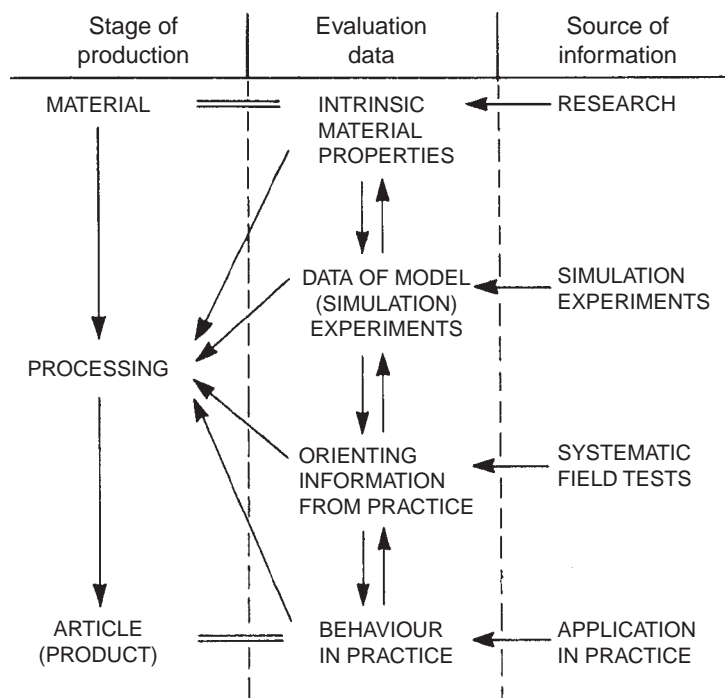 Stage of
production
Evaluation
data
Source of
information
MATERIAL
INTRINSIC
MATERIAL
PROPERTIES
RESEARCH
DATA OF MODEL
(SIMULATION)
EXPERIMENTS
SIMULATION
EXPERIMENTS
PROCESSING
ORIENTING
INFORMATION
FROM PRACTICE
SYSTEMATIC
FIELD TESTS
ARTICLE
(PRODUCT)
BEHAVIOUR
IN PRACTICE
APPLICATION
IN PRACTICE